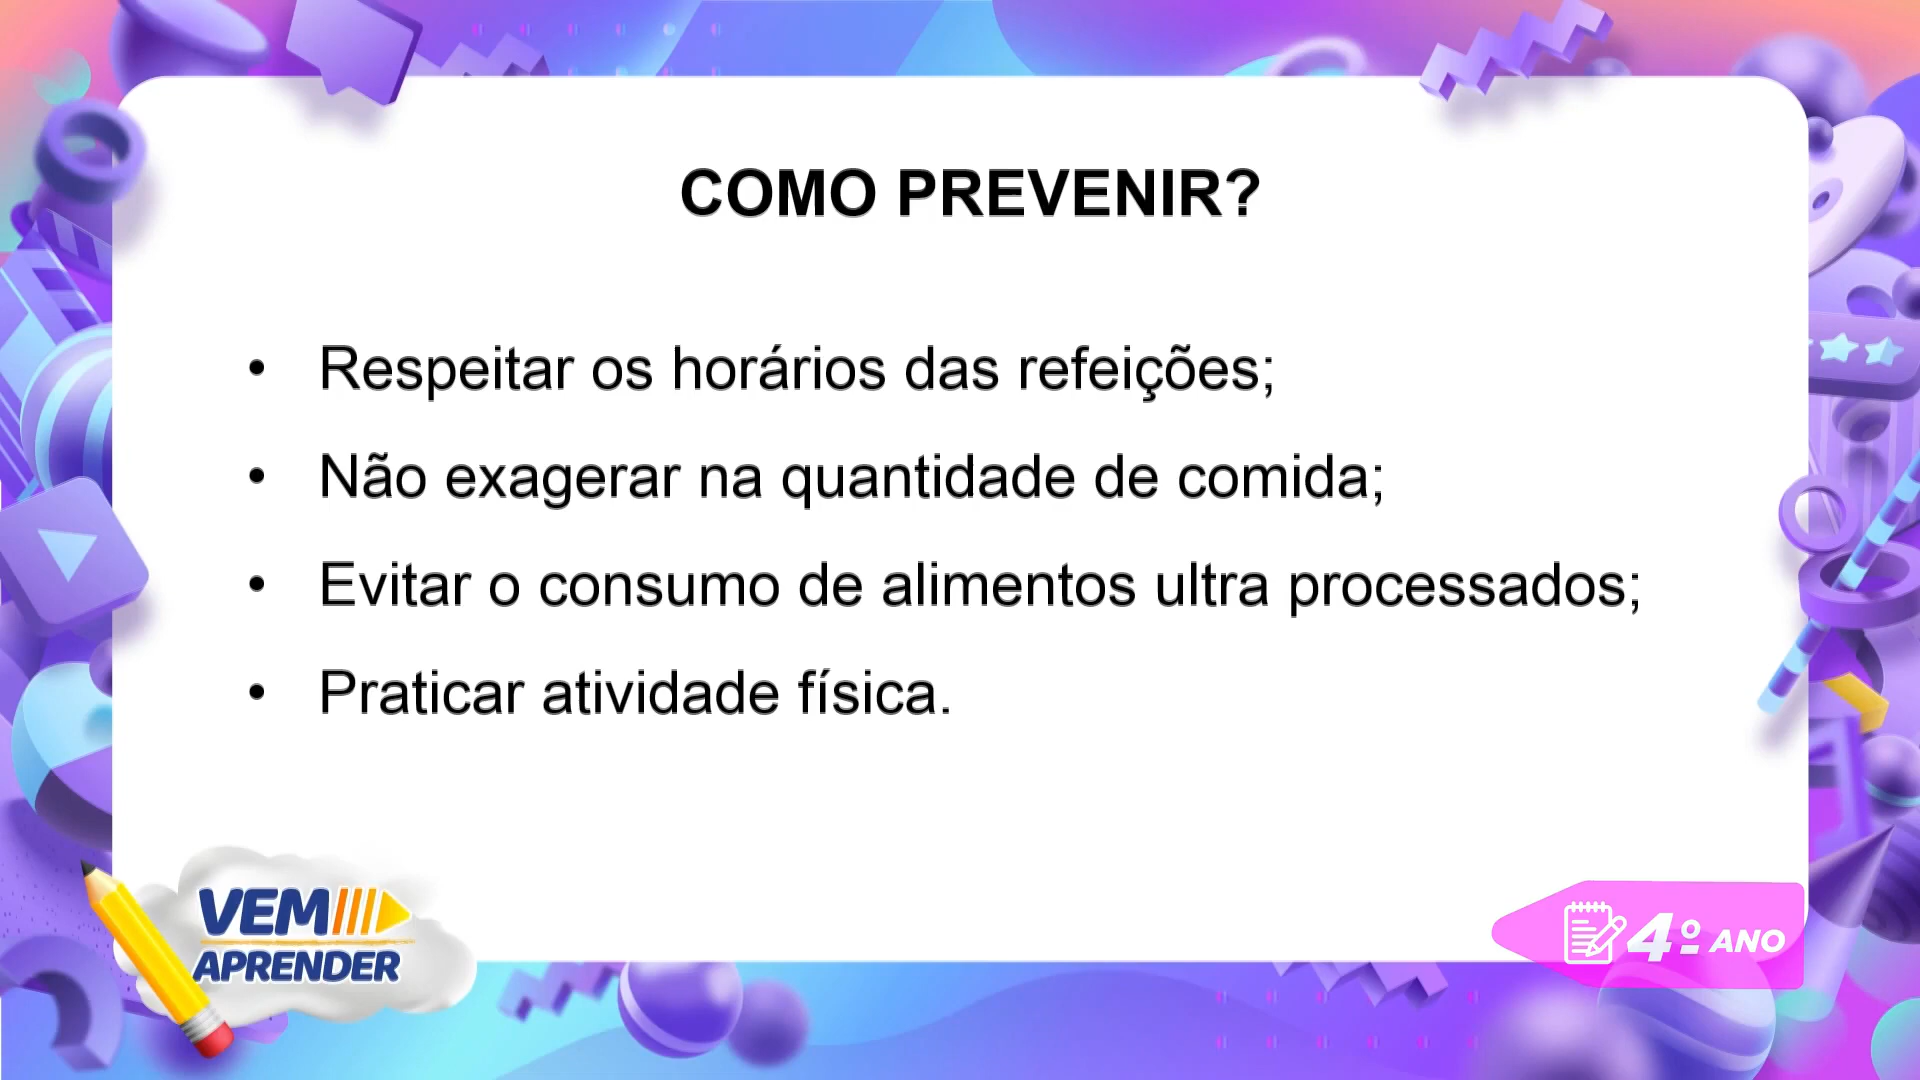 COMO PREVENIR?
• Respeitar os horários das refeições;
• Não exagerar na quantidade de comida;
• Evitar o consumo de alimentos ultra processados;
• Praticar atividade física.
VEM
APRENDER
4º ANO